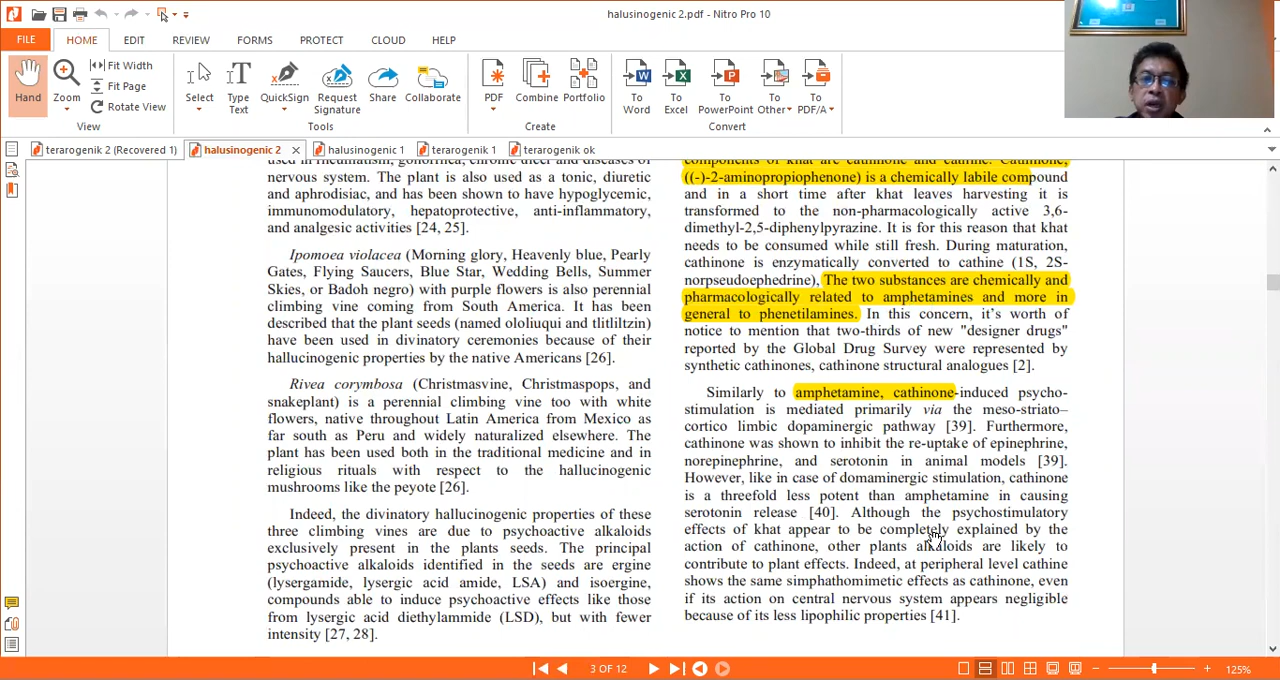 halusinogenic 2.pdf - Nitro Pro 10
FILE HOME EDIT REVIEW FORMS PROTECT CLOUD HELP
Hand
Zoom
Fit Width
Fit Page
Rotate View
View
Select
Type Text
QuickSign
Request Signature
Share
Collaborate
Tools
PDF
Combine
Portfolio
Create
To Word
To Excel
To PowerPoint
To Other
To PDF/A
Convert
terarogenik 2 (Recovered 1)
halusinogenic 2
halusinogenic 1
terarogenik 1
terarogenik ok
used in rheumatism, gonorrhea, chronic ulcer and diseases of
nervous system. The plant is also used as a tonic, diuretic
and aphrodisiac, and has been shown to have hypoglycemic,
immunomodulatory, hepatoprotective, anti-inflammatory,
and analgesic activities [24, 25].
Ipomoea violacea (Morning glory, Heavenly blue, Pearly
Gates, Flying Saucers, Blue Star, Wedding Bells, Summer
Skies, or Badoh negro) with purple flowers is also perennial
climbing vine coming from South America. It has been
described that the plant seeds (named ololiuqui and tlitliltzin)
have been used in divinatory ceremonies because of their
hallucinogenic properties by the native Americans [26].
Rivea corymbosa (Christmasvine, Christmaspops, and
snakeplant) is a perennial climbing vine too with white
flowers, native throughout Latin America from Mexico as
far south as Peru and widely naturalized elsewhere. The
plant has been used both in the traditional medicine and in
religious rituals with respect to the hallucinogenic
mushrooms like the peyote [26].
Indeed, the divinatory hallucinogenic properties of these
three climbing vines are due to psychoactive alkaloids
exclusively present in the plants seeds. The principal
psychoactive alkaloids identified in the seeds are ergine
(lysergamide, lysergic acid amide, LSA) and isoergine,
compounds able to induce psychoactive effects like those
from lysergic acid diethylammide (LSD), but with fewer
intensity [27, 28].
components of khat are cathinone and cathine. Cathinone,
((-)-2-aminopropiophenone) is a chemically labile compound
and in a short time after khat leaves harvesting it is
transformed to the non-pharmacologically active 3,6-
dimethyl-2,5-diphenylpyrazine. It is for this reason that khat
needs to be consumed while still fresh. During maturation,
cathinone is enzymatically converted to cathine (1S, 2S-
norpseudoephedrine), The two substances are chemically and
pharmacologically related to amphetamines and more in
general to phenetilamines. In this concern, it's worth of
notice to mention that two-thirds of new "designer drugs"
reported by the Global Drug Survey were represented by
synthetic cathinones, cathinone structural analogues [2].
Similarly to amphetamine, cathinone-induced psycho-
stimulation is mediated primarily via the meso-striato–
cortico limbic dopaminergic pathway [39]. Furthermore,
cathinone was shown to inhibit the re-uptake of epinephrine,
norepinephrine, and serotonin in animal models [39].
However, like in case of domaminergic stimulation, cathinone
is a threefold less potent than amphetamine in causing
serotonin release [40]. Although the psychostimulatory
effects of khat appear to be completely explained by the
action of cathinone, other plants alkaloids are likely to
contribute to plant effects. Indeed, at peripheral level cathine
shows the same simphathomimetic effects as cathinone, even
if its action on central nervous system appears negligible
because of its less lipophilic properties [41].
3 OF 12
125%